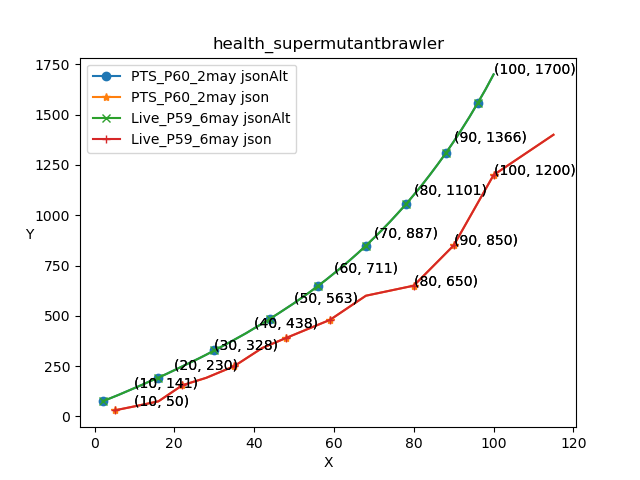 health_supermutantbrawler
1750
1500
1250
1000
750
500
250
0
Y
PTS_P60_2may jsonAlt
PTS_P60_2may json
Live_P59_6may jsonAlt
Live_P59_6may json
(100, 1700)
(90, 1366)
(100, 1200)
(80, 1101)
(70, 887)
(90, 850)
(60, 711)
(80, 650)
(50, 563)
(40, 438)
(30, 328)
(20, 230)
(10, 141)
(10, 50)
0 20 40 60 80 100 120
X